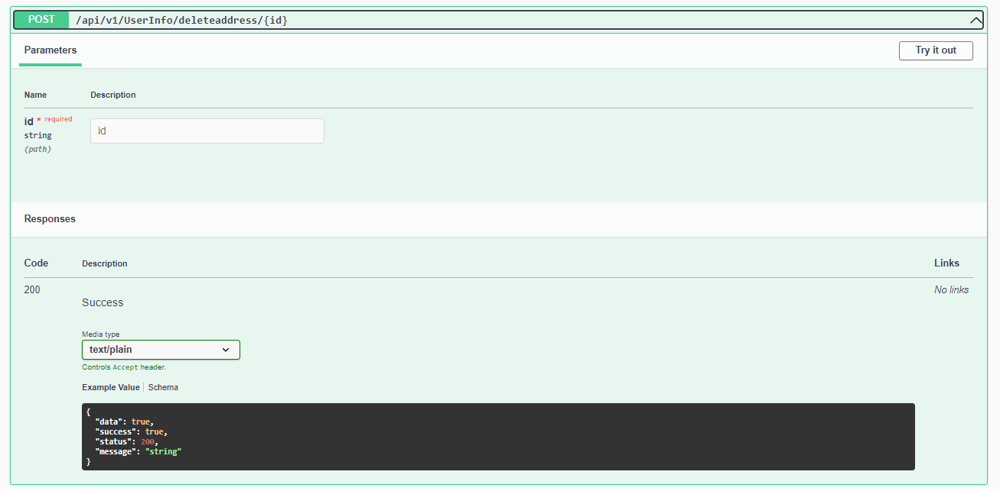 POST /api/v1/UserInfo/deleteaddress/{id}
Parameters Try it out
Name Description
id * required
string
(path)
id
Responses
Code Description Links
200 No links
Success
Media type
text/plain
Controls Accept header.
Example Value Schema
{
"data": true,
"success": true,
"status": 200,
"message": "string"
}